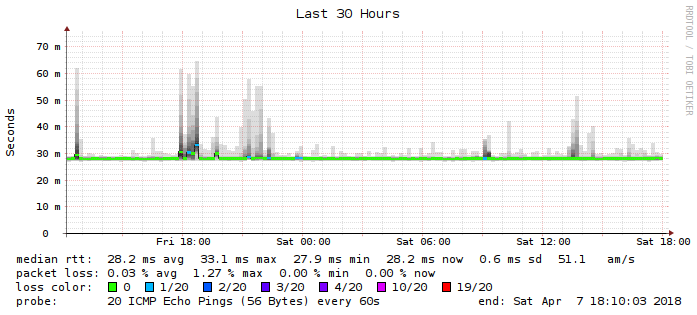 Last 30 Hours
RRDTOOL / TOBI OETIKER
Seconds
70 m
60 m
50 m
40 m
30 m
20 m
10 m
0
Fri 18:00 Sat 00:00 Sat 06:00 Sat 12:00 Sat 18:00
median rtt: 28.2 ms avg 33.1 ms max 27.9 ms min 28.2 ms now 0.6 ms sd 51.1 am/s
packet loss: 0.03 % avg 1.27 % max 0.00 % min 0.00 % now
loss color: 0 1/20 2/20 3/20 4/20 10/20 19/20
probe: 20 ICMP Echo Pings (56 Bytes) every 60s end: Sat Apr 7 18:10:03 2018